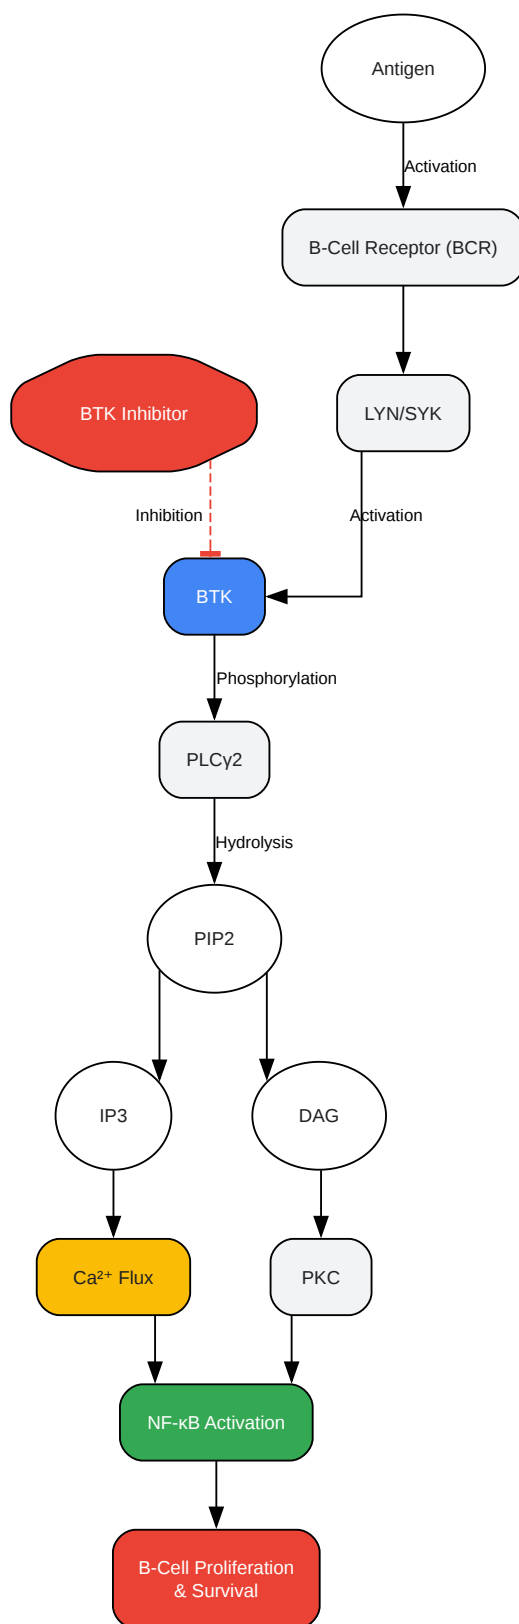 Antigen
Activation
B-Cell Receptor (BCR)
LYN/SYK
BTK Inhibitor
Inhibition
Activation
BTK
Phosphorylation
PLCγ2
Hydrolysis
PIP2
IP3
DAG
Ca²⁺ Flux
PKC
NF-κB Activation
B-Cell Proliferation
& Survival